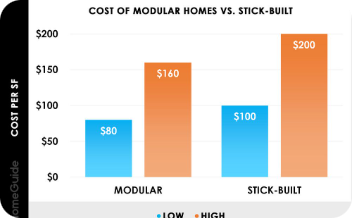 COST OF MODULAR HOMES VS. STICK-BUILT
COST PER SF
$200
$150
$100
$50
$0
$80
$160
$100
$200
MODULAR
STICK-BUILT
LOW
HIGH